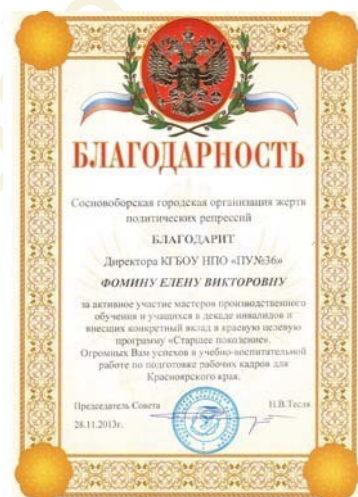 БЛАГОДАРНОСТЬ
Сосновоборская городская организация жертв
политических репрессий
БЛАГОДАРИТ
Директора КГБОУ НПО «ПУ№36»
ФОМИНУ ЕЛЕНУ ВИКТОРОВНУ
за активное участие мастеров производственного
обучения и учащихся в декаде инвалидов и
внесших конкретный вклад в краевую целевую
программу «Старшее поколение».
Огромных Вам успехов в учебно-воспитательной
работе по подготовке рабочих кадров для
Красноярского края.
Председатель Совета Н.В.Тесля
28.11.2013г.